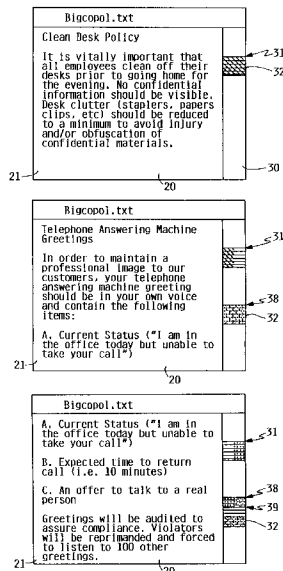 Bigcopol.txt
Clean Desk Policy
It is vitally important that
all employees clean off their
desks prior to going home for
the evening. No confidential
information should be visible.
Desk clutter (staplers, papers
clips, etc) should be reduced
to a minimum to avoid injury
and/or obfuscation of
confidential materials.
31
32
30
21
20
Bigcopol.txt
Telephone Answering Machine
Greetings
In order to maintain a
professional image to our
customers, your telephone
answering machine greeting
should be in your own voice
and contain the following
items:
A. Current Status ("I am in
the office today but unable to
take your call")
31
38
32
21
20
Bigcopol.txt
A. Current Status ("I am in
the office today but unable to
take your call")
B. Expected time to return
call (i.e. 10 minutes)
C. An offer to talk to a real
person
Greetings will be audited to
assure compliance. Violators
will be reprimanded and forced
to listen to 100 other
greetings.
31
38
39
32
21
20